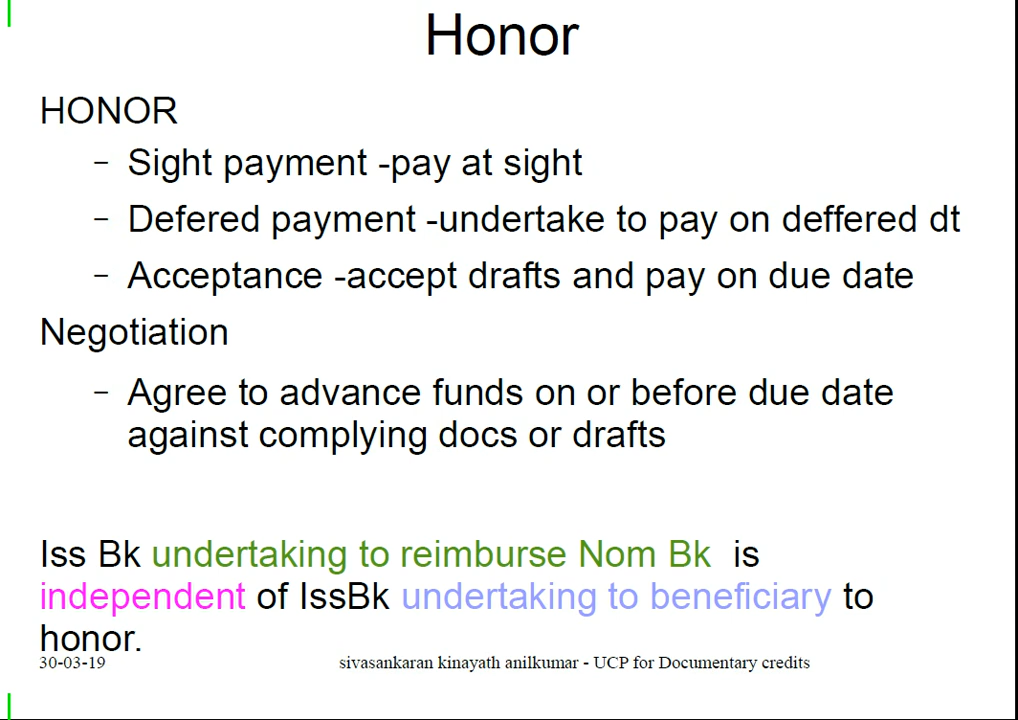 Honor
HONOR
– Sight payment -pay at sight
– Defered payment -undertake to pay on deffered dt
– Acceptance -accept drafts and pay on due date
Negotiation
– Agree to advance funds on or before due date
against complying docs or drafts
Iss Bk undertaking to reimburse Nom Bk is
independent of IssBk undertaking to beneficiary to
honor.
30-03-19 sivasankaran kinayath anilkumar - UCP for Documentary credits